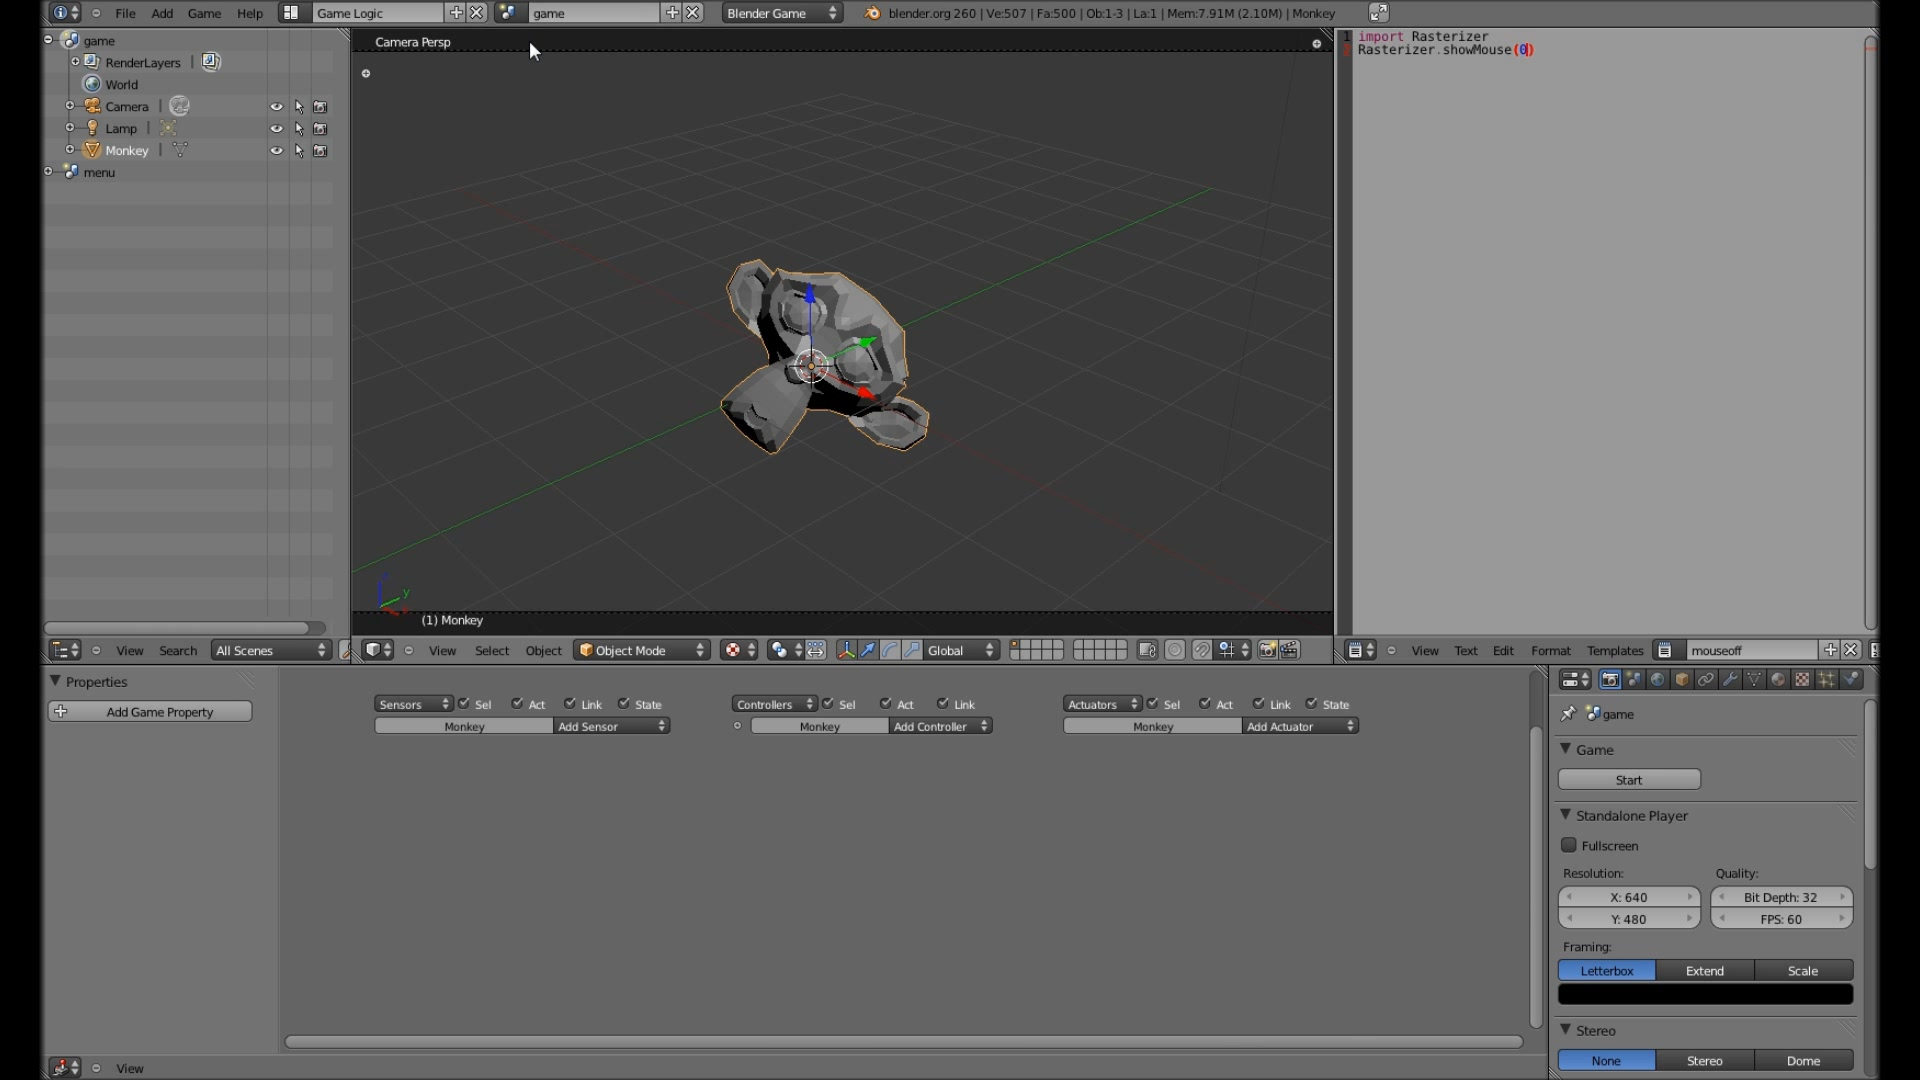 File Add Game Help Game Logic game Blender Game blender.org 260 | Ve:507 | Fa:500 | Ob:1-3 | La:1 | Mem:7.91M (2.10M) | Monkey
game
RenderLayers |
World
Camera |
Lamp |
Monkey |
menu
View Search All Scenes
Camera Persp
y
(1) Monkey
View Select Object Object Mode Global
1 import Rasterizer
Rasterizer.showMouse(0)
View Text Edit Format Templates mouseoff
Properties
Add Game Property
Sensors Sel Act Link State
Monkey Add Sensor
Controllers Sel Act Link
Monkey Add Controller
Actuators Sel Act Link State
Monkey Add Actuator
View
game
Game
Start
Standalone Player
Fullscreen
Resolution: Quality:
X: 640 Bit Depth: 32
Y: 480 FPS: 60
Framing:
Letterbox Extend Scale
Stereo
None Stereo Dome